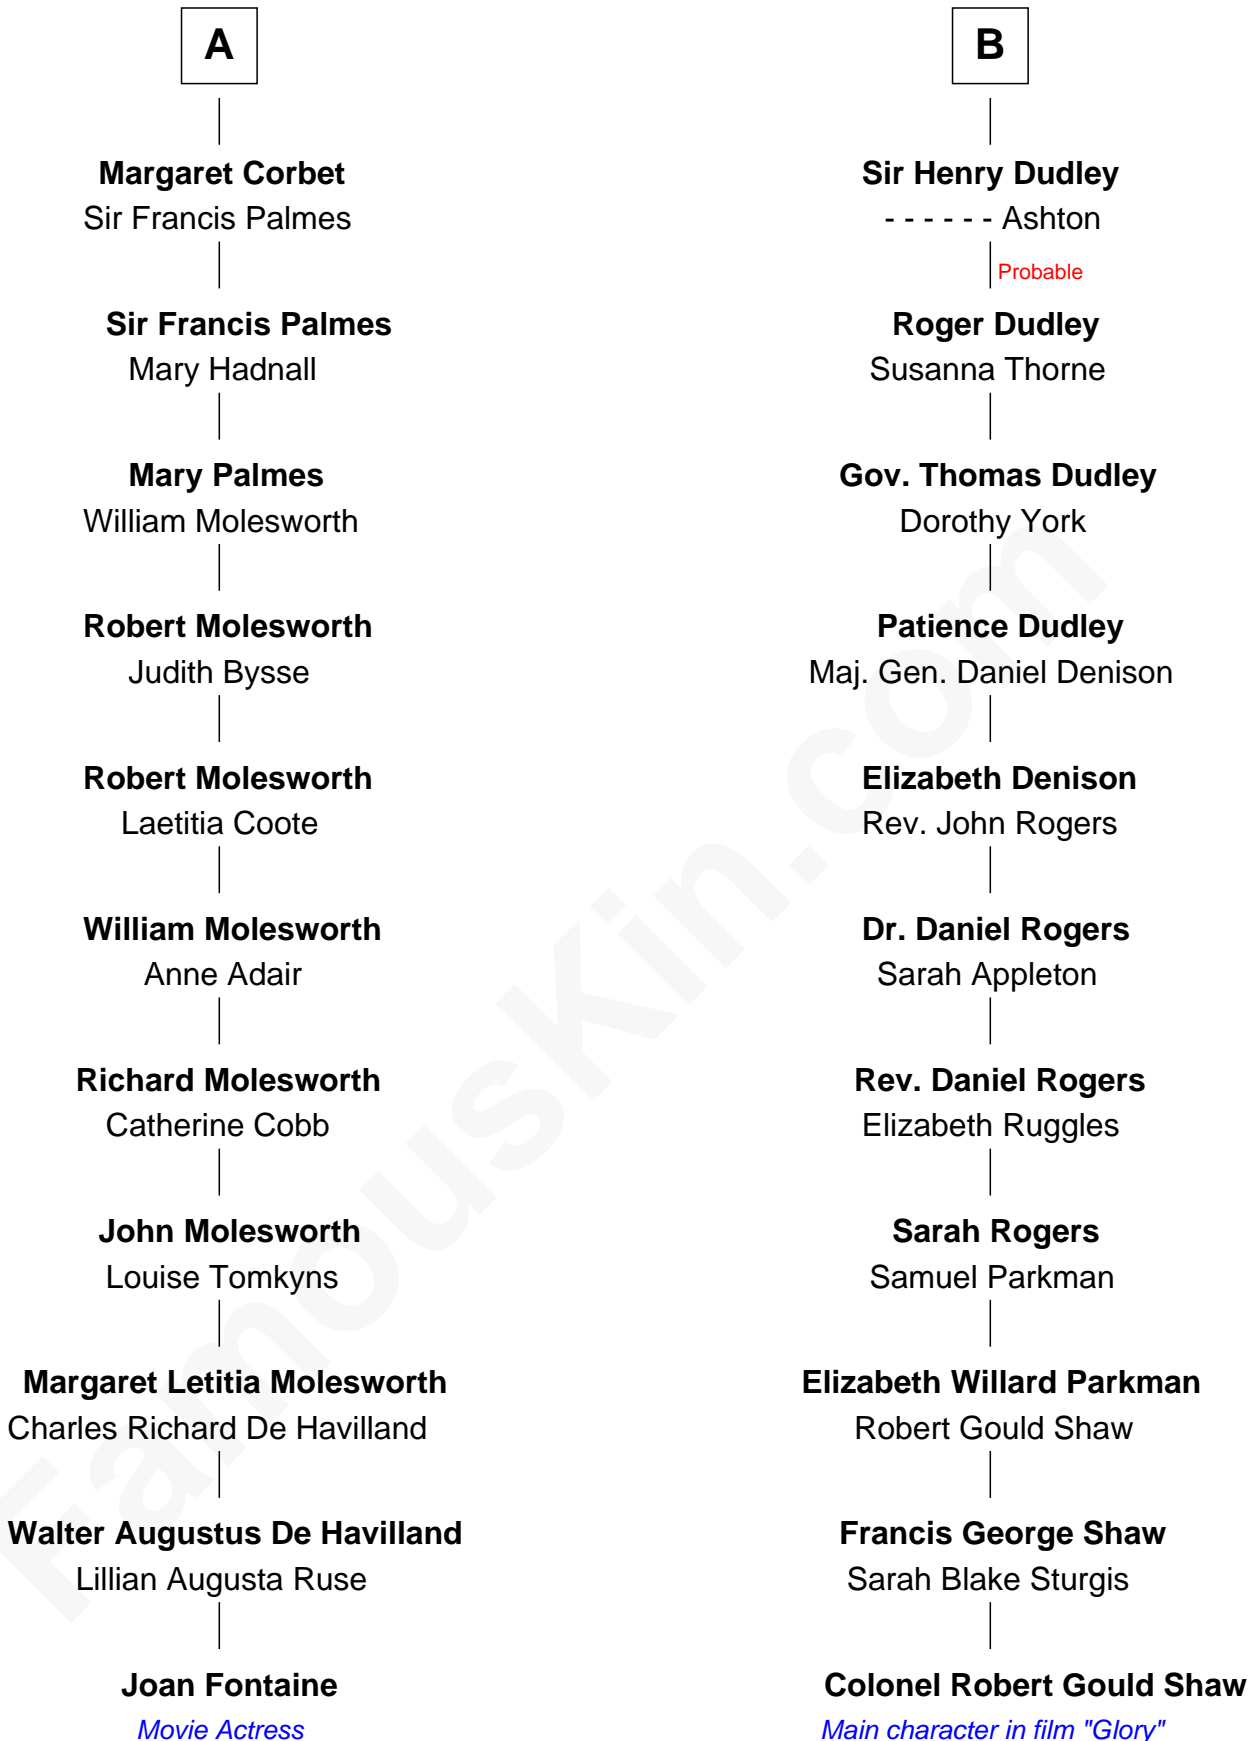 A
Margaret Corbet
Sir Francis Palmes
Sir Francis Palmes
Mary Hadnall
Mary Palmes
William Molesworth
Robert Molesworth
Judith Bysse
Robert Molesworth
Laetitia Coote
William Molesworth
Anne Adair
Richard Molesworth
Catherine Cobb
John Molesworth
Louise Tomkyns
Margaret Letitia Molesworth
Charles Richard De Havilland
Walter Augustus De Havilland
Lillian Augusta Ruse
Joan Fontaine
Movie Actress
B
Sir Henry Dudley
- - - - - - Ashton
Probable
Roger Dudley
Susanna Thorne
Gov. Thomas Dudley
Dorothy York
Patience Dudley
Maj. Gen. Daniel Denison
Elizabeth Denison
Rev. John Rogers
Dr. Daniel Rogers
Sarah Appleton
Rev. Daniel Rogers
Elizabeth Ruggles
Sarah Rogers
Samuel Parkman
Elizabeth Willard Parkman
Robert Gould Shaw
Francis George Shaw
Sarah Blake Sturgis
Colonel Robert Gould Shaw
Main character in film "Glory"
FamousKin.com